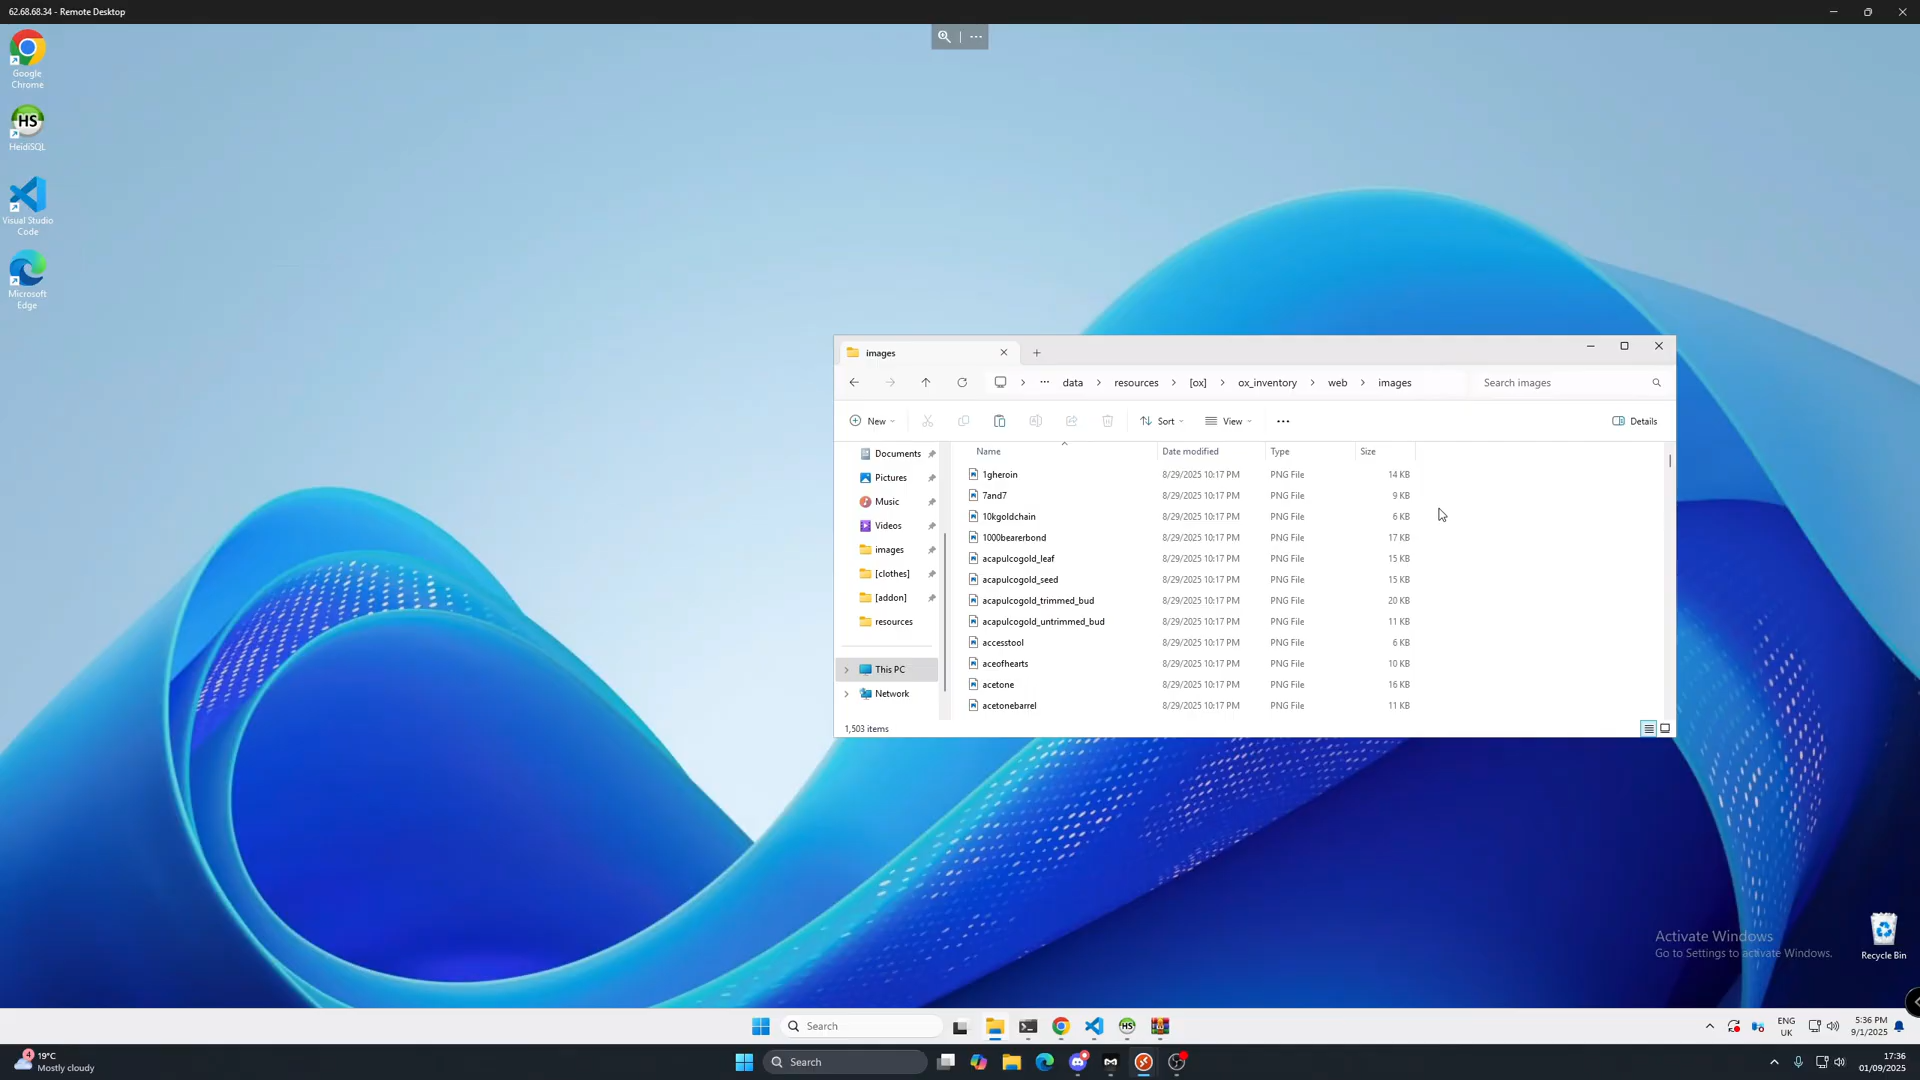 62.68.68.34 - Remote Desktop
Google
Chrome
HS
HeidiSQL
Visual Studio
Code
Microsoft
Edge
images
data
resources
[ox]
ox_inventory
web
images
Search images
New
Sort
View
Details
Documents
Pictures
Music
Videos
images
[clothes]
[addon]
resources
This PC
Network
Name Date modified Type Size
1gheroin 8/29/2025 10:17 PM PNG File 14 KB
7and7 8/29/2025 10:17 PM PNG File 9 KB
10kgoldchain 8/29/2025 10:17 PM PNG File 6 KB
1000bearerbond 8/29/2025 10:17 PM PNG File 17 KB
acapulcogold_leaf 8/29/2025 10:17 PM PNG File 15 KB
acapulcogold_seed 8/29/2025 10:17 PM PNG File 15 KB
acapulcogold_trimmed_bud 8/29/2025 10:17 PM PNG File 20 KB
acapulcogold_untrimmed_bud 8/29/2025 10:17 PM PNG File 11 KB
accesstool 8/29/2025 10:17 PM PNG File 6 KB
aceofhearts 8/29/2025 10:17 PM PNG File 10 KB
acetone 8/29/2025 10:17 PM PNG File 16 KB
acetonebarrel 8/29/2025 10:17 PM PNG File 11 KB
1,503 items
Activate Windows
Go to Settings to activate Windows.
Recycle Bin
Search
HS
ENG
UK
5:36 PM
9/1/2025
4
19°C
Mostly cloudy
Search
17:36
01/09/2025